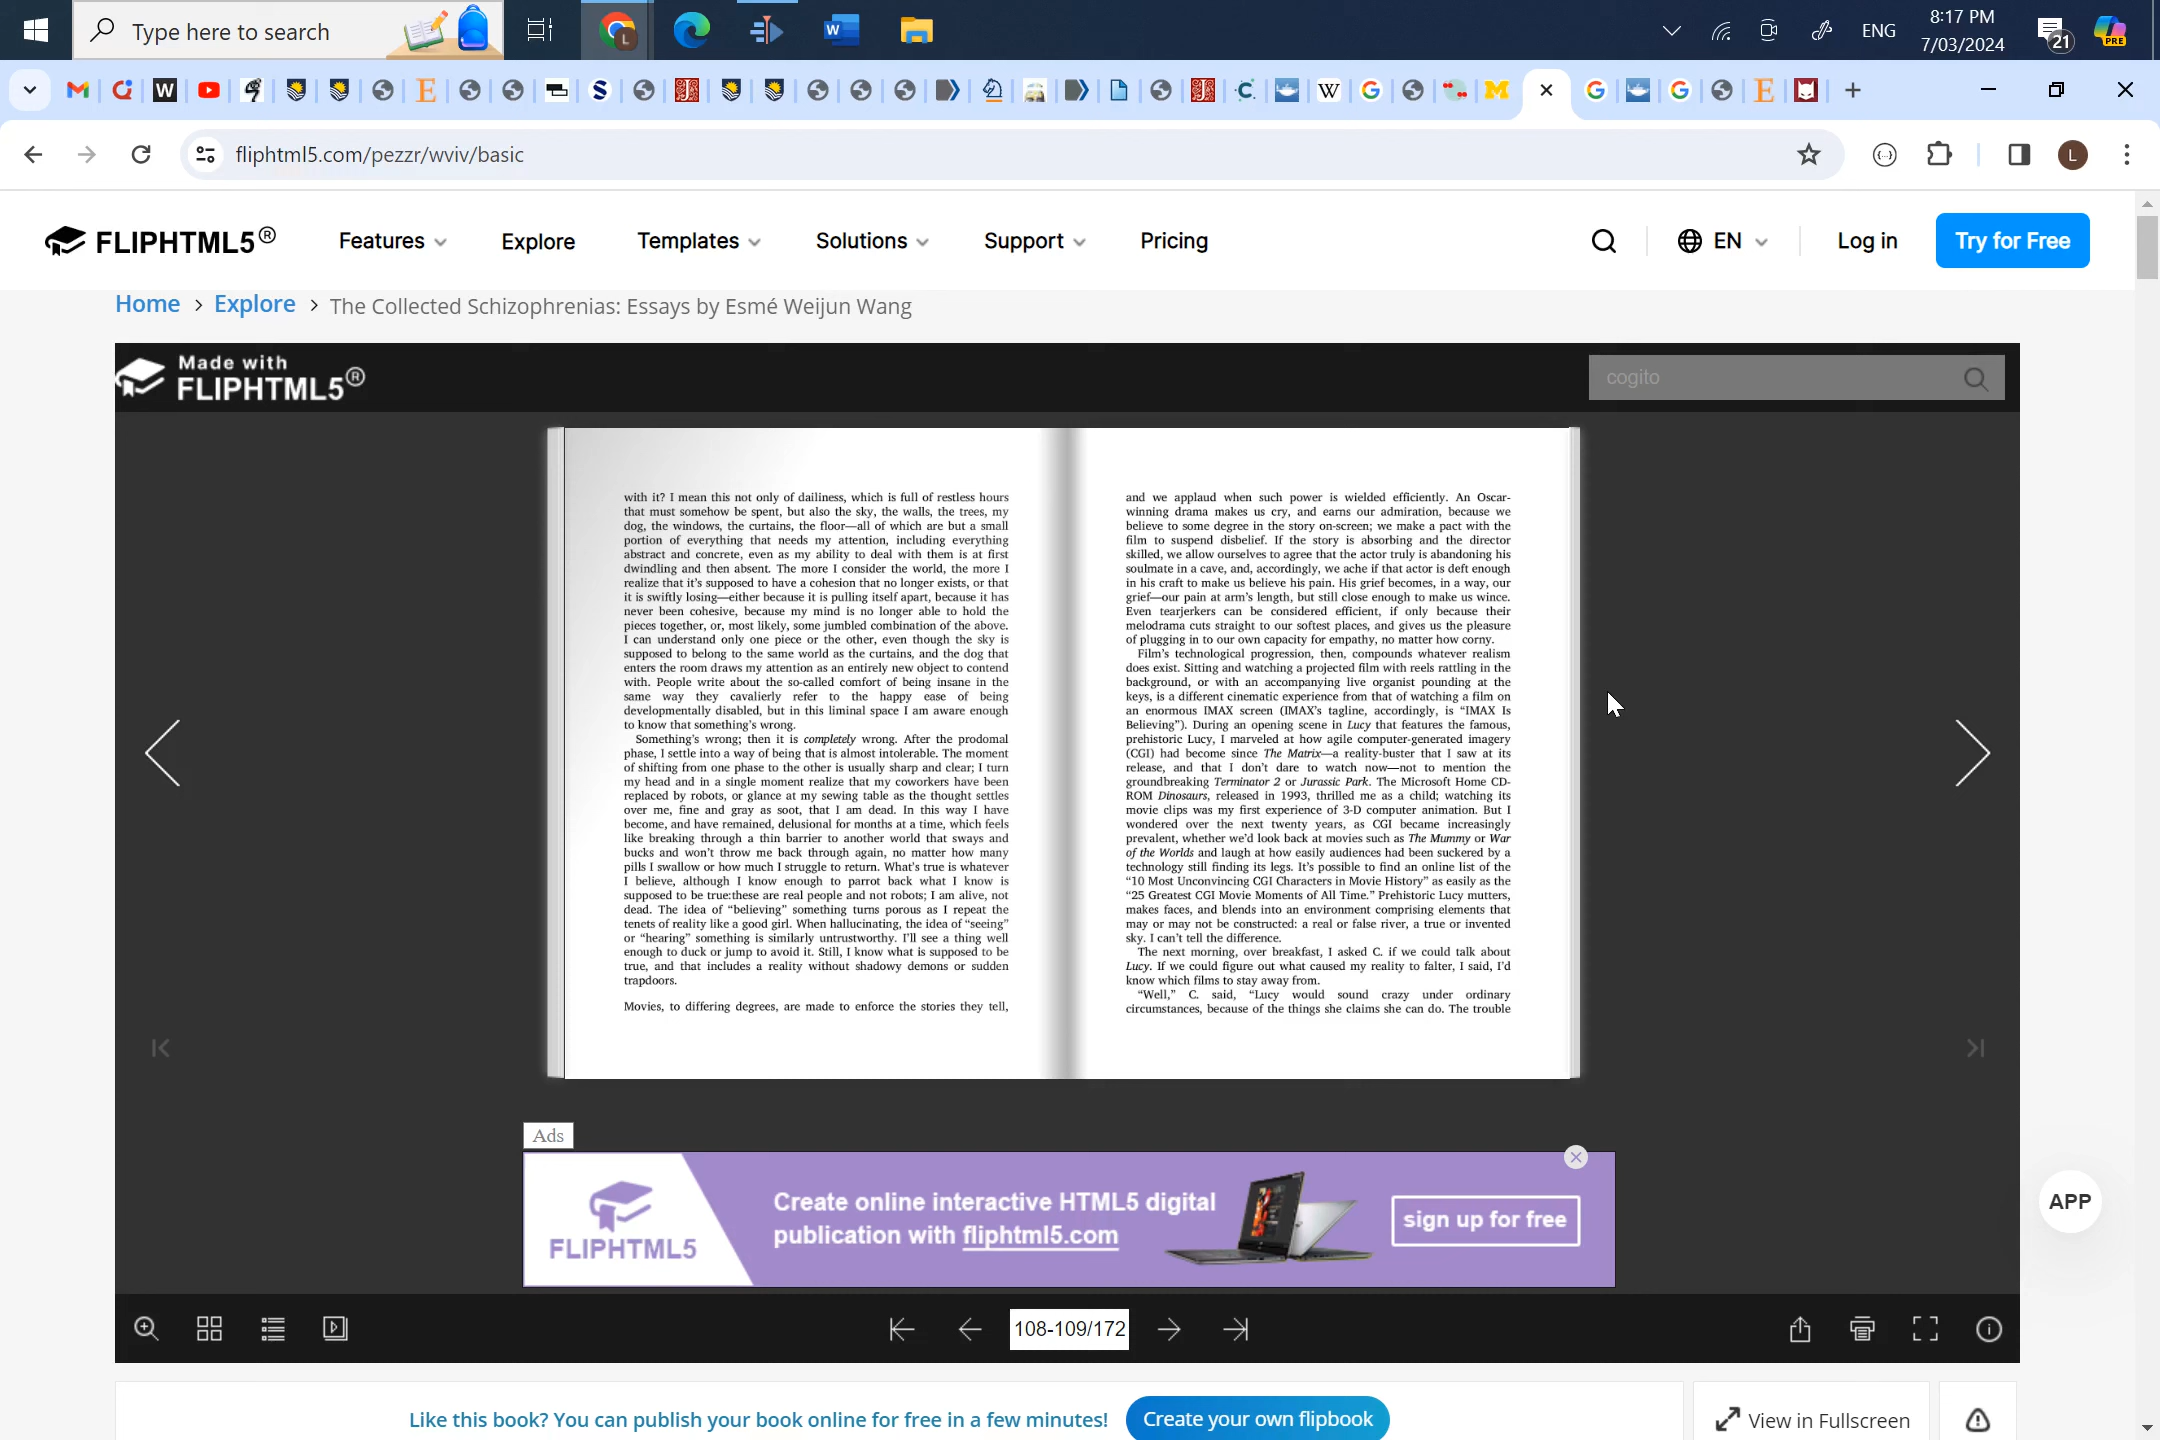 Type here to search
ENG
8:17 PM
7/03/2024
21
PRE
fliphtml5.com/pezzr/wviv/basic
L
FLIPHTML5®
Features
Explore
Templates
Solutions
Support
Pricing
EN
Log in
Try for Free
Home > Explore > The Collected Schizophrenias: Essays by Esmé Weijun Wang
Made with
FLIPHTML5®
cogito
with it? I mean this not only of dailiness, which is full of restless hours
that must somehow be spent, but also the sky, the walls, the trees, my
dog, the windows, the curtains, the floor—all of which are but a small
portion of everything that needs my attention, including everything
abstract and concrete, even as my ability to deal with them is at first
dwindling and then absent. The more I consider the world, the more I
realize that it's supposed to have a cohesion that no longer exists, or that
it is swiftly losing—either because it is pulling itself apart, because it has
never been cohesive, because my mind is no longer able to hold the
pieces together, or, most likely, some jumbled combination of the above.
I can understand only one piece or the other, even though the sky is
supposed to belong to the same world as the curtains, and the dog that
enters the room draws my attention as an entirely new object to contend
with. People write about the so-called comfort of being insane in the
same way they cavalierly refer to the happy ease of being
developmentally disabled, but in this liminal space I am aware enough
to know that something's wrong.
Something's wrong; then it is completely wrong. After the prodomal
phase, I settle into a way of being that is almost intolerable. The moment
of shifting from one phase to the other is usually sharp and clear; I turn
my head and in a single moment realize that my coworkers have been
replaced by robots, or glance at my sewing table as the thought settles
over me, fine and gray as soot, that I am dead. In this way I have
become, and have remained, delusional for months at a time, which feels
like breaking through a thin barrier to another world that sways and
bucks and won't throw me back through again, no matter how many
pills I swallow or how much I struggle to return. What's true is whatever
I believe, although I know enough to parrot back what I know is
supposed to be true:these are real people and not robots; I am alive, not
dead. The idea of “believing” something turns porous as I repeat the
tenets of reality like a good girl. When hallucinating, the idea of “seeing”
or “hearing” something is similarly untrustworthy. I'll see a thing well
enough to duck or jump to avoid it. Still, I know what is supposed to be
true, and that includes a reality without shadowy demons or sudden
trapdoors.
Movies, to differing degrees, are made to enforce the stories they tell,
and we applaud when such power is wielded efficiently. An Oscar-
winning drama makes us cry, and earns our admiration, because we
believe to some degree in the story on-screen; we make a pact with the
film to suspend disbelief. If the story is absorbing and the director
skilled, we allow ourselves to agree that the actor truly is abandoning his
soulmate in a cave, and, accordingly, we ache if that actor is deft enough
in his craft to make us believe his pain. His grief becomes, in a way, our
grief—our pain at arm's length, but still close enough to make us wince.
Even tearjerkers can be considered efficient, if only because their
melodrama cuts straight to our softest places, and gives us the pleasure
of plugging in to our own capacity for empathy, no matter how corny.
Film's technological progression, then, compounds whatever realism
does exist. Sitting and watching a projected film with reels rattling in the
background, or with an accompanying live organist pounding at the
keys, is a different cinematic experience from that of watching a film on
an enormous IMAX screen (IMAX's tagline, accordingly, is “IMAX Is
Believing”). During an opening scene in Lucy that features the famous,
prehistoric Lucy, I marveled at how agile computer-generated imagery
(CGI) had become since The Matrix—a reality-buster that I saw at its
release, and that I don't dare to watch now—not to mention the
groundbreaking Terminator 2 or Jurassic Park. The Microsoft Home CD-
ROM Dinosaurs, released in 1993, thrilled me as a child; watching its
movie clips was my first experience of 3-D computer animation. But I
wondered over the next twenty years, as CGI became increasingly
prevalent, whether we'd look back at movies such as The Mummy or War
of the Worlds and laugh at how easily audiences had been suckered by a
technology still finding its legs. It's possible to find an online list of the
“10 Most Unconvincing CGI Characters in Movie History” as easily as the
“25 Greatest CGI Movie Moments of All Time.” Prehistoric Lucy mutters,
makes faces, and blends into an environment comprising elements that
may or may not be constructed: a real or false river, a true or invented
sky. I can't tell the difference.
The next morning, over breakfast, I asked C. if we could talk about
Lucy. If we could figure out what caused my reality to falter, I said, I'd
know which films to stay away from.
“Well,” C. said, “Lucy would sound crazy under ordinary
circumstances, because of the things she claims she can do. The trouble
Ads
FLIPHTML5
Create online interactive HTML5 digital
publication with fliphtml5.com
sign up for free
APP
108-109/172
Like this book? You can publish your book online for free in a few minutes!
Create your own flipbook
View in Fullscreen